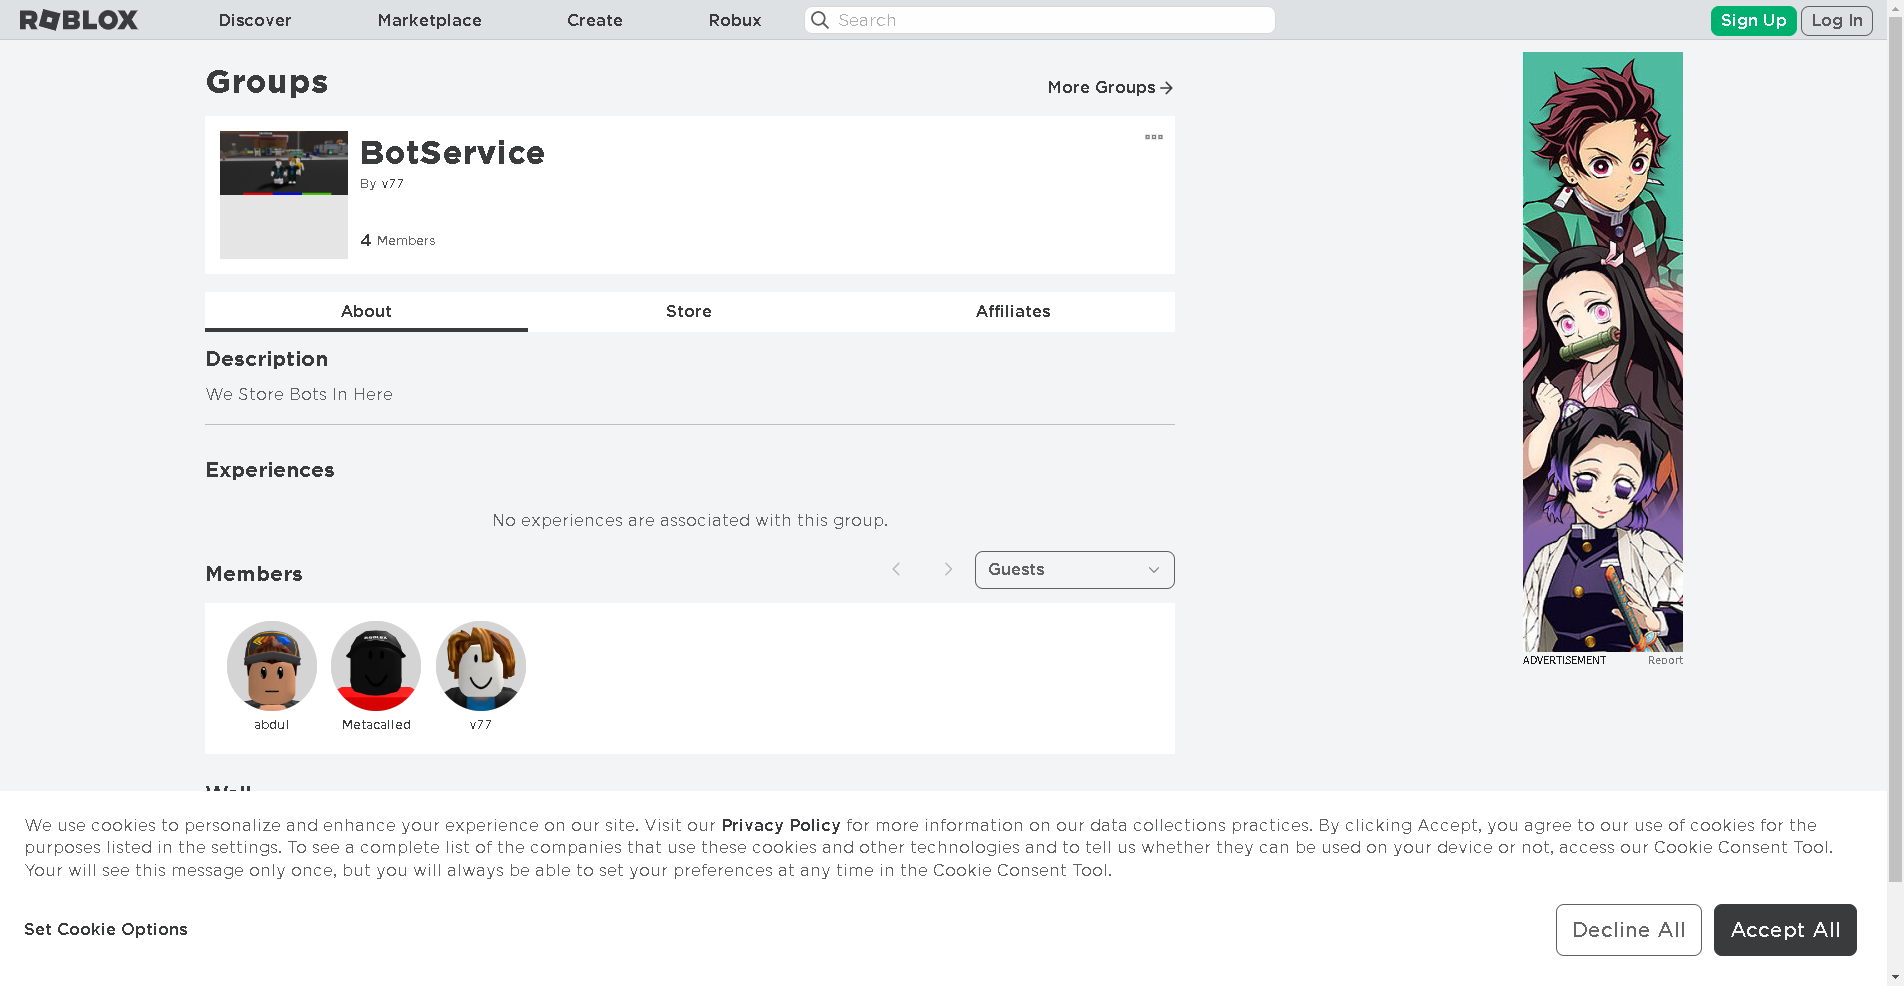 ROBLOX
Discover
Marketplace
Create
Robux
Search
Sign Up
Log In
Groups
More Groups
BotService
By v77
4 Members
About
Store
Affiliates
Description
We Store Bots In Here
Experiences
No experiences are associated with this group.
Members
Guests
ROBLOX
abdul
Metacalled
v77
ADVERTISEMENT
Report
Wall
We use cookies to personalize and enhance your experience on our site. Visit our Privacy Policy for more information on our data collections practices. By clicking Accept, you agree to our use of cookies for the
purposes listed in the settings. To see a complete list of the companies that use these cookies and other technologies and to tell us whether they can be used on your device or not, access our Cookie Consent Tool.
Your will see this message only once, but you will always be able to set your preferences at any time in the Cookie Consent Tool.
Set Cookie Options
Decline All
Accept All